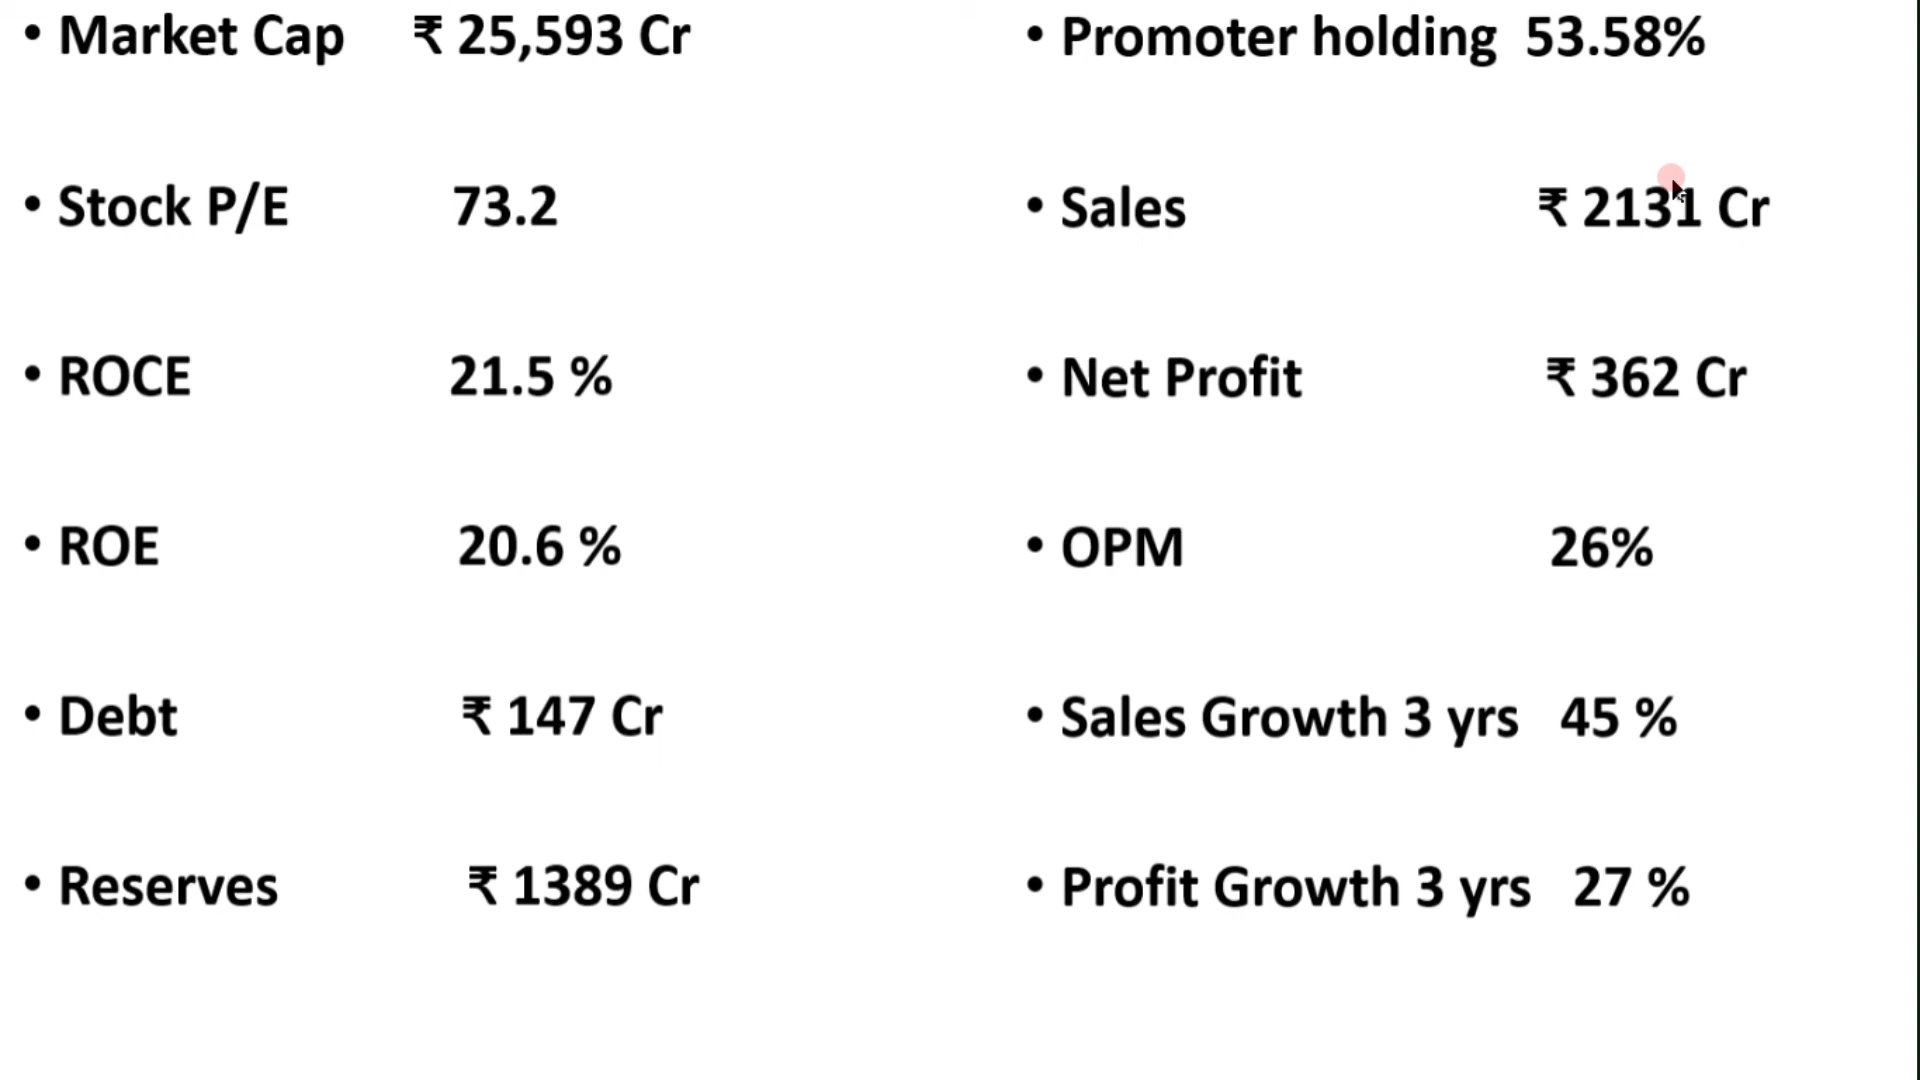 • Market Cap ₹ 25,593 Cr
• Stock P/E 73.2
• ROCE 21.5 %
• ROE 20.6 %
• Debt ₹ 147 Cr
• Reserves ₹ 1389 Cr
• Promoter holding 53.58%
• Sales ₹ 2131 Cr
• Net Profit ₹ 362 Cr
• OPM 26%
• Sales Growth 3 yrs 45 %
• Profit Growth 3 yrs 27 %